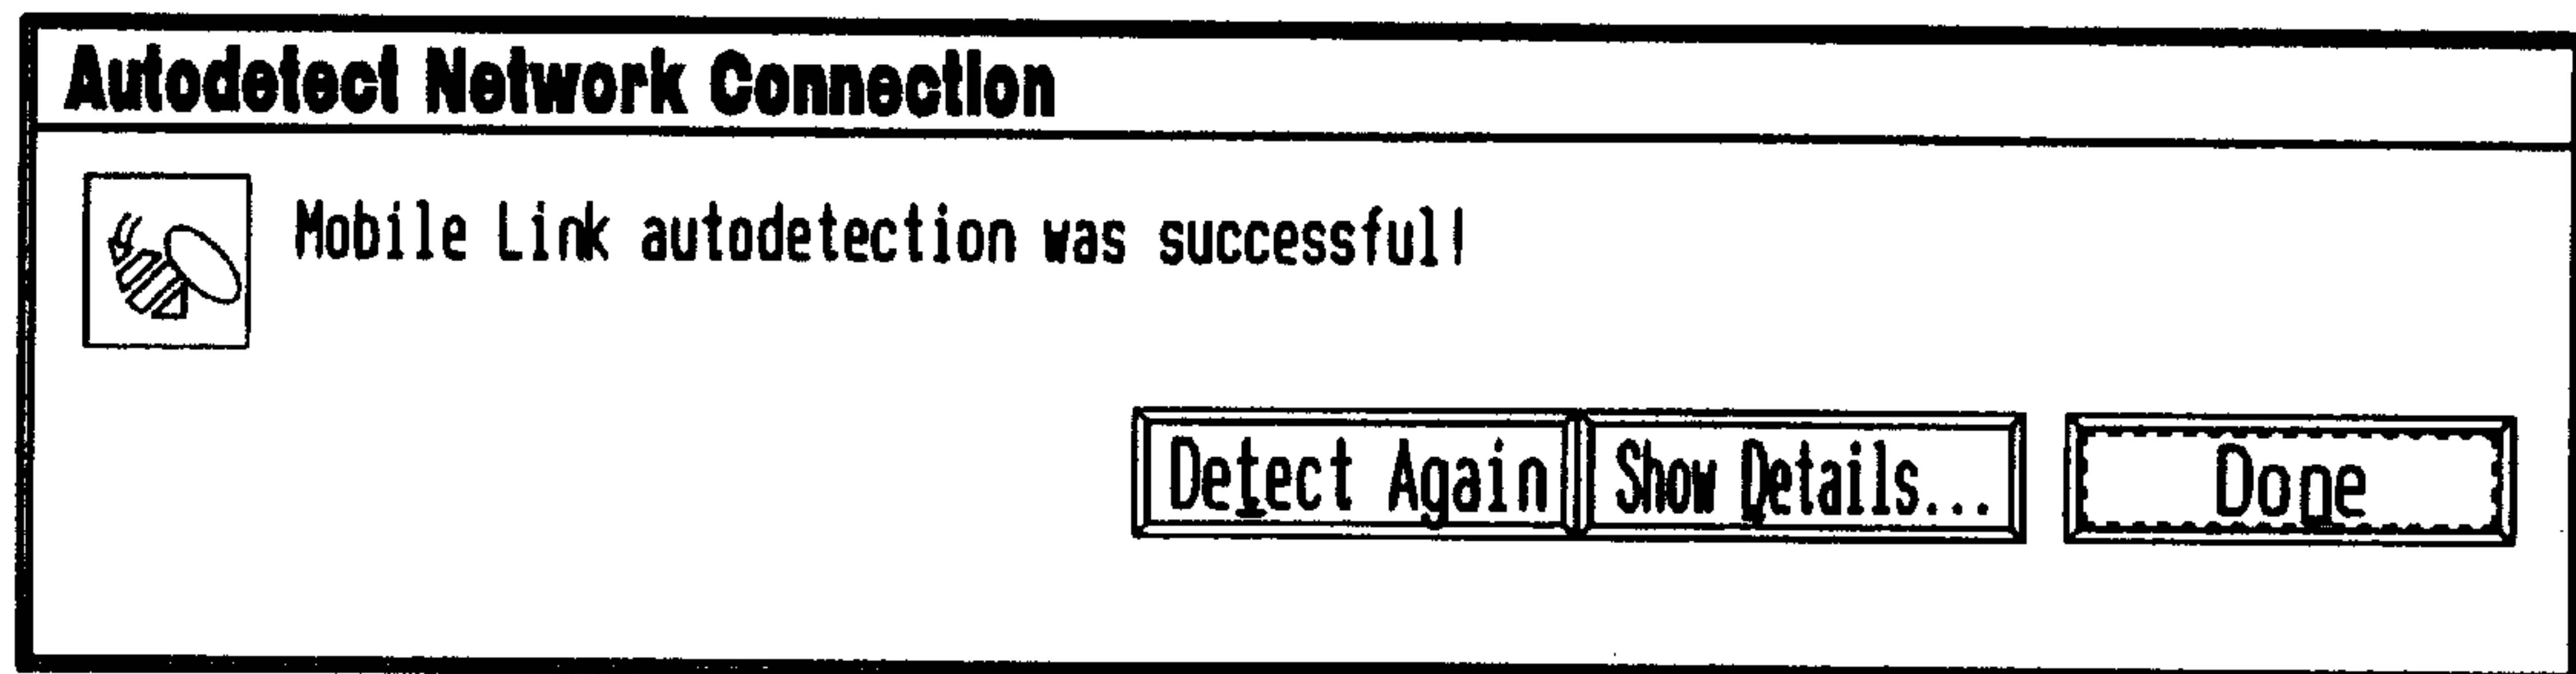 Autodetect Network Connection
Mobile Link autodetection was successful!
Detect Again Show Details... Done